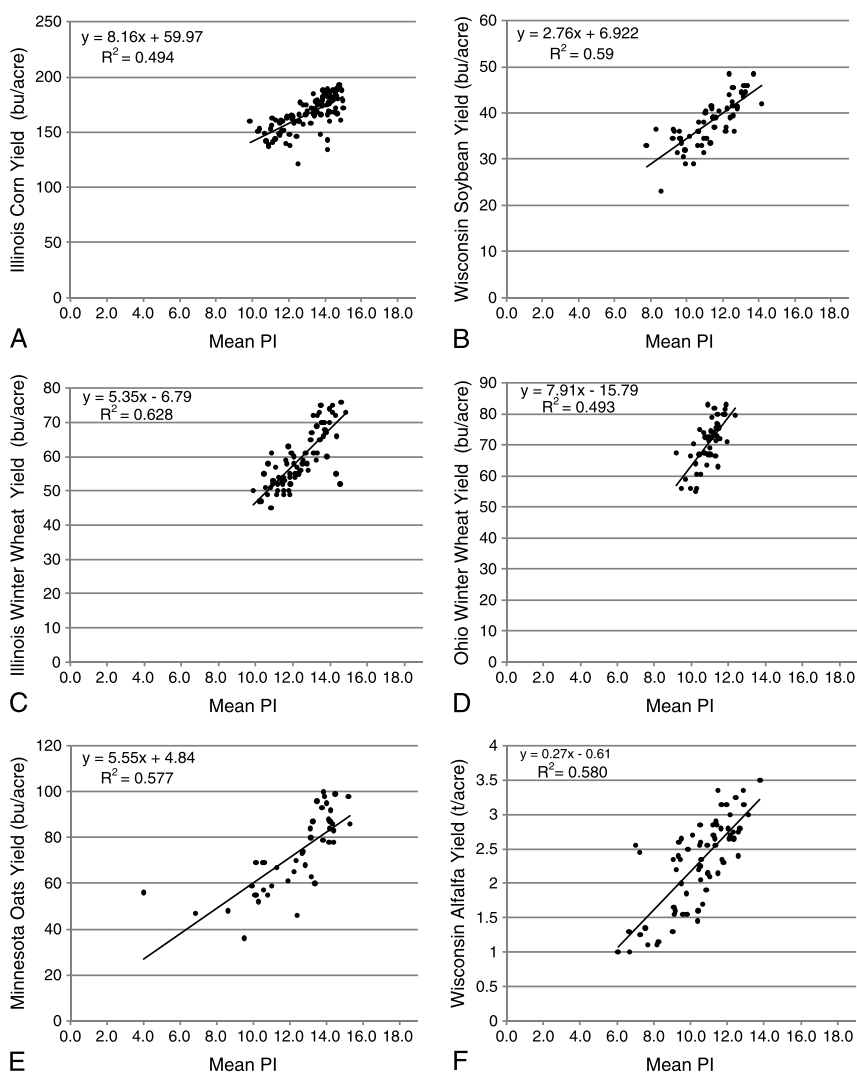 y = 8.16x + 59.97
R2 = 0.494
Illinois Corn Yield (bu/acre)
250
200
150
100
50
0
0.0 2.0 4.0 6.0 8.0 10.0 12.0 14.0 16.0 18.0
Mean PI
A
y = 2.76x + 6.922
R2 = 0.59
Wisconsin Soybean Yield (bu/acre)
60
50
40
30
20
10
0
0.0 2.0 4.0 6.0 8.0 10.0 12.0 14.0 16.0 18.0
Mean PI
B
y = 5.35x - 6.79
R2 = 0.628
Illinois Winter Wheat Yield (bu/acre)
80
70
60
50
40
30
20
10
0
0.0 2.0 4.0 6.0 8.0 10.0 12.0 14.0 16.0 18.0
Mean PI
C
y = 7.91x - 15.79
R2 = 0.493
Ohio Winter Wheat Yield (bu/acre)
90
80
70
60
50
40
30
20
10
0
0.0 2.0 4.0 6.0 8.0 10.0 12.0 14.0 16.0 18.0
Mean PI
D
y = 5.55x + 4.84
R2 = 0.577
Minnesota Oats Yield (bu/acre)
120
100
80
60
40
20
0
0.0 2.0 4.0 6.0 8.0 10.0 12.0 14.0 16.0 18.0
Mean PI
E
y = 0.27x - 0.61
R2= 0.580
Wisconsin Alfalfa Yield (t/acre)
4
3.5
3
2.5
2
1.5
1
0.5
0
0.0 2.0 4.0 6.0 8.0 10.0 12.0 14.0 16.0 18.0
Mean PI
F